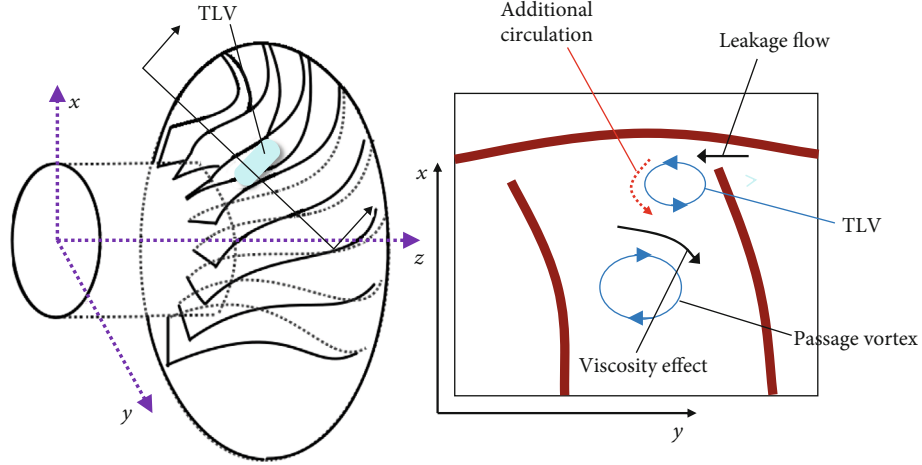 TLV
x
z
y
Additional
circulation
Leakage flow
x
TLV
Passage vortex
Viscosity effect
y